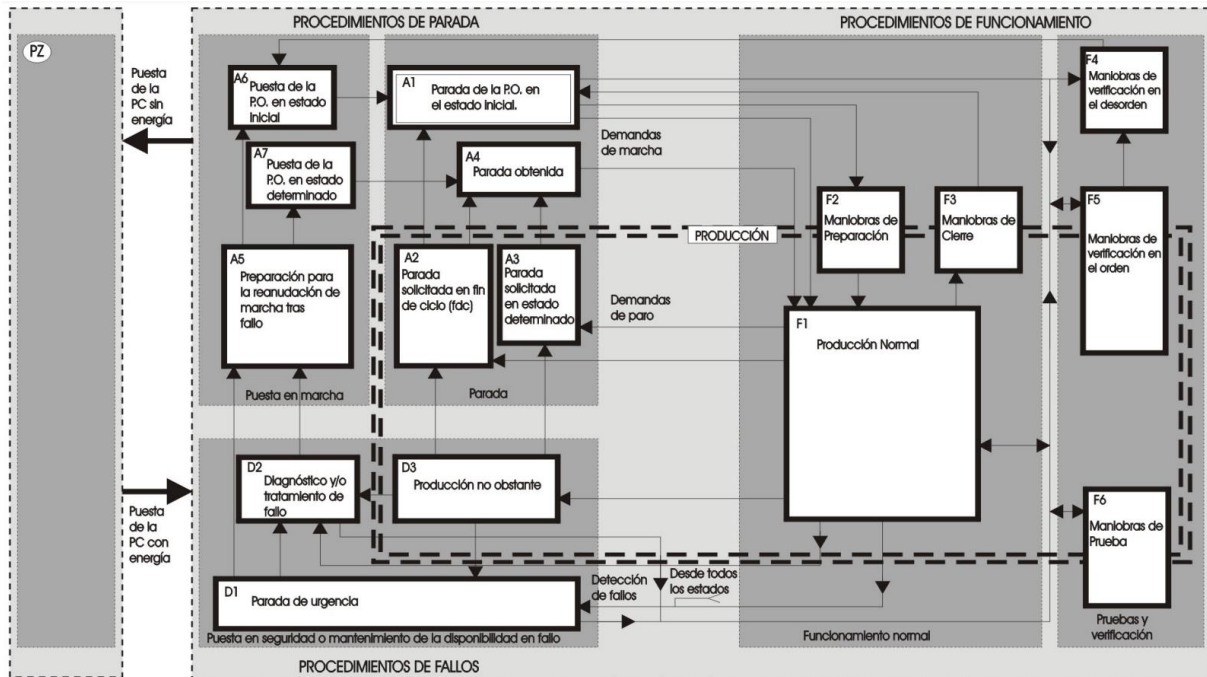 PROCEDIMIENTOS DE PARADA
PROCEDIMIENTOS DE FUNCIONAMIENTO
PZ
Puesta
de la
PC sin
energía
A6
Puesta de la
P.O. en estado
inicial
A1
Parada de la P.O. en
el estado inicial.
F4
Maniobras de
verificación en
el desorden
A7
Puesta de la
P.O. en estado
determinado
A4
Parada obtenida
Demandas
de marcha
F2
Maniobras de
Preparación
F3
Maniobras de
Cierre
F5
Maniobras de
verificación en
el orden
PRODUCCIÓN
A5
Preparación para
la reanudación de
marcha tras
fallo
A2
Parada
solicitada en fin
de ciclo (fdc)
A3
Parada
solicitada
en estado
determinado
Demandas
de paro
F1
Producción Normal
Puesta en marcha
Parada
D2
Diagnóstico y/o
tratamiento de
fallo
D3
Producción no obstante
F6
Maniobras de
Prueba
Puesta
de la
PC con
energía
D1
Parada de urgencia
Detección
de fallos
Desde todos
los estados
Puesta en seguridad o mantenimiento de la disponibilidad en fallo
Funcionamiento normal
Pruebas y
verificación
PROCEDIMIENTOS DE FALLOS